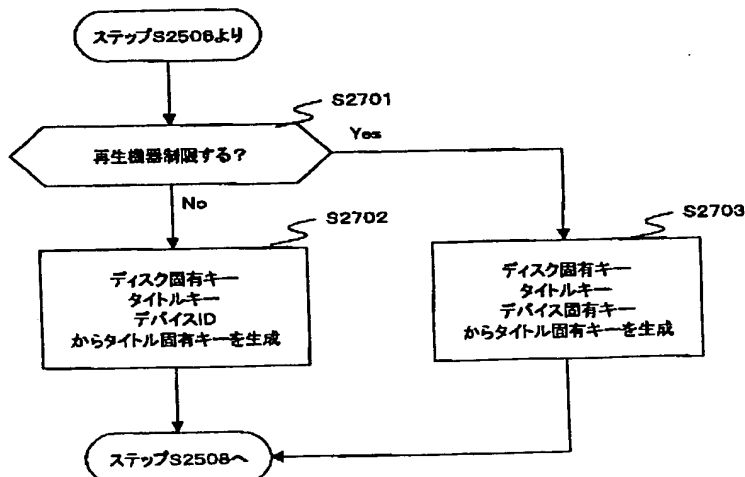 ステップS2506より
S2701
再生機器制限する?
Yes
No
S2702
ディスク固有キー
タイトルキー
デバイスID
からタイトル固有キーを生成
S2703
ディスク固有キー
タイトルキー
デバイス固有キー
からタイトル固有キーを生成
ステップS2508へ